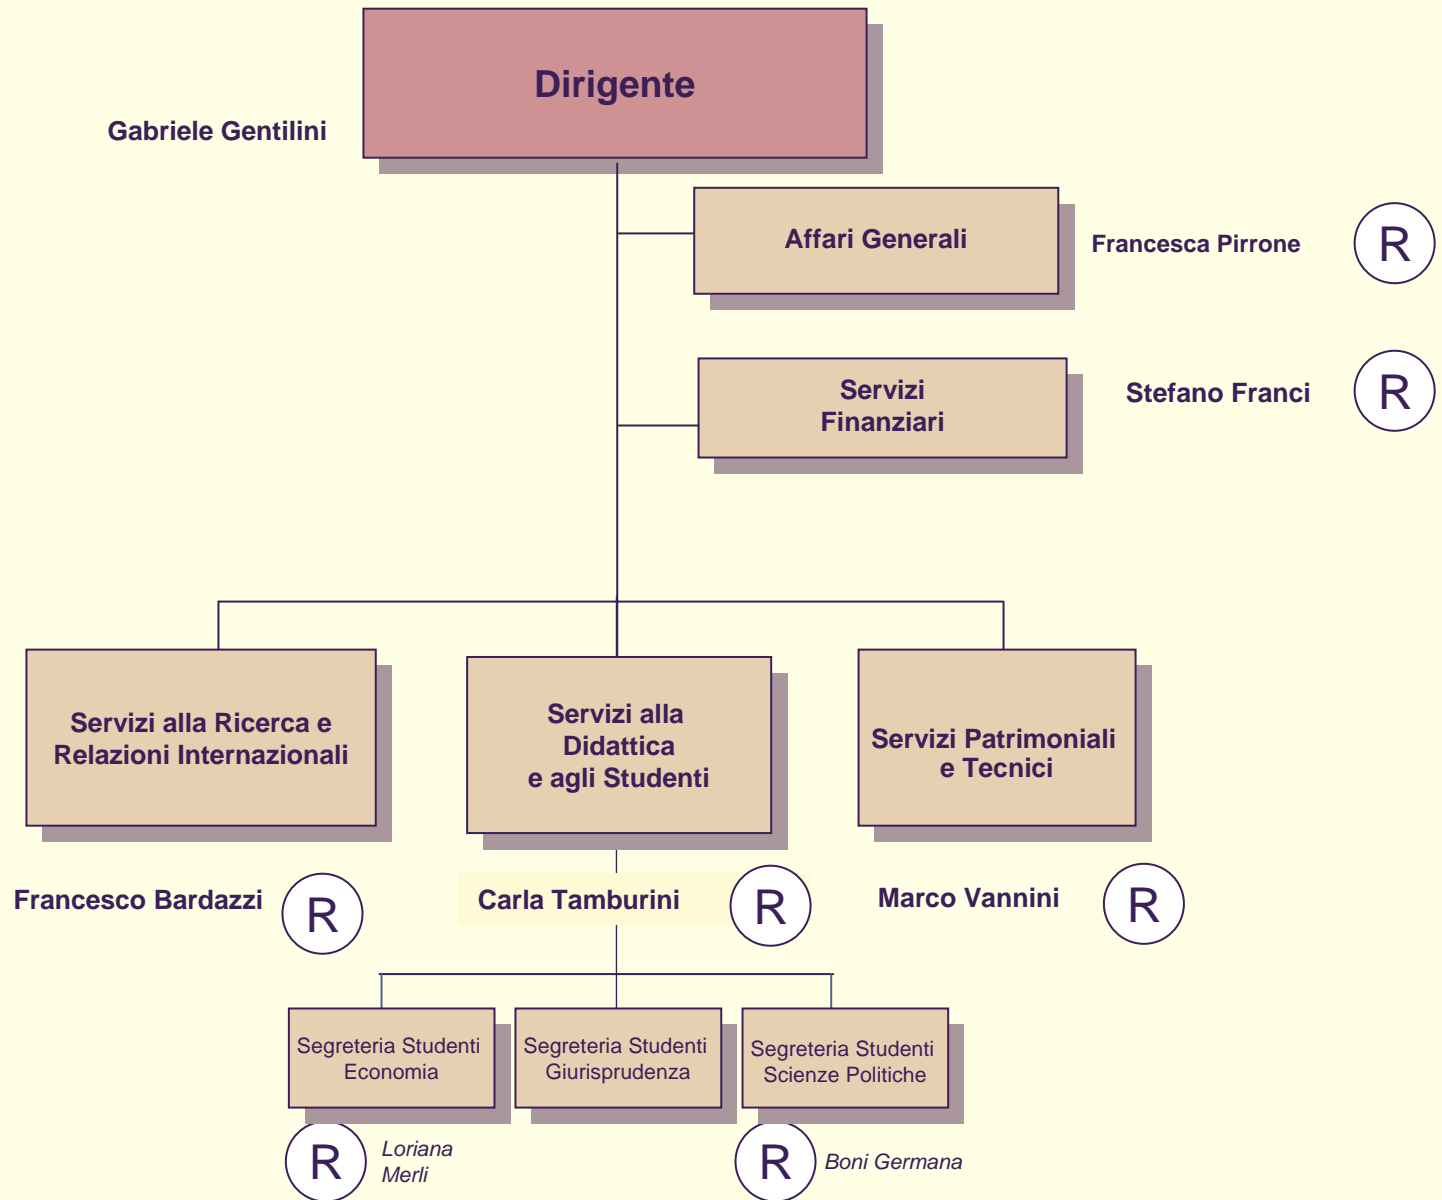 Dirigente
Gabriele Gentilini
Affari Generali
Francesca Pirrone
R
Servizi
Finanziari
Stefano Franci
R
Servizi alla Ricerca e
Relazioni Internazionali
Servizi alla
Didattica
e agli Studenti
Servizi Patrimoniali
e Tecnici
Francesco Bardazzi
R
Carla Tamburini
R
Marco Vannini
R
Segreteria Studenti
Economia
Segreteria Studenti
Giurisprudenza
Segreteria Studenti
Scienze Politiche
R
Loriana
Merli
R
Boni Germana